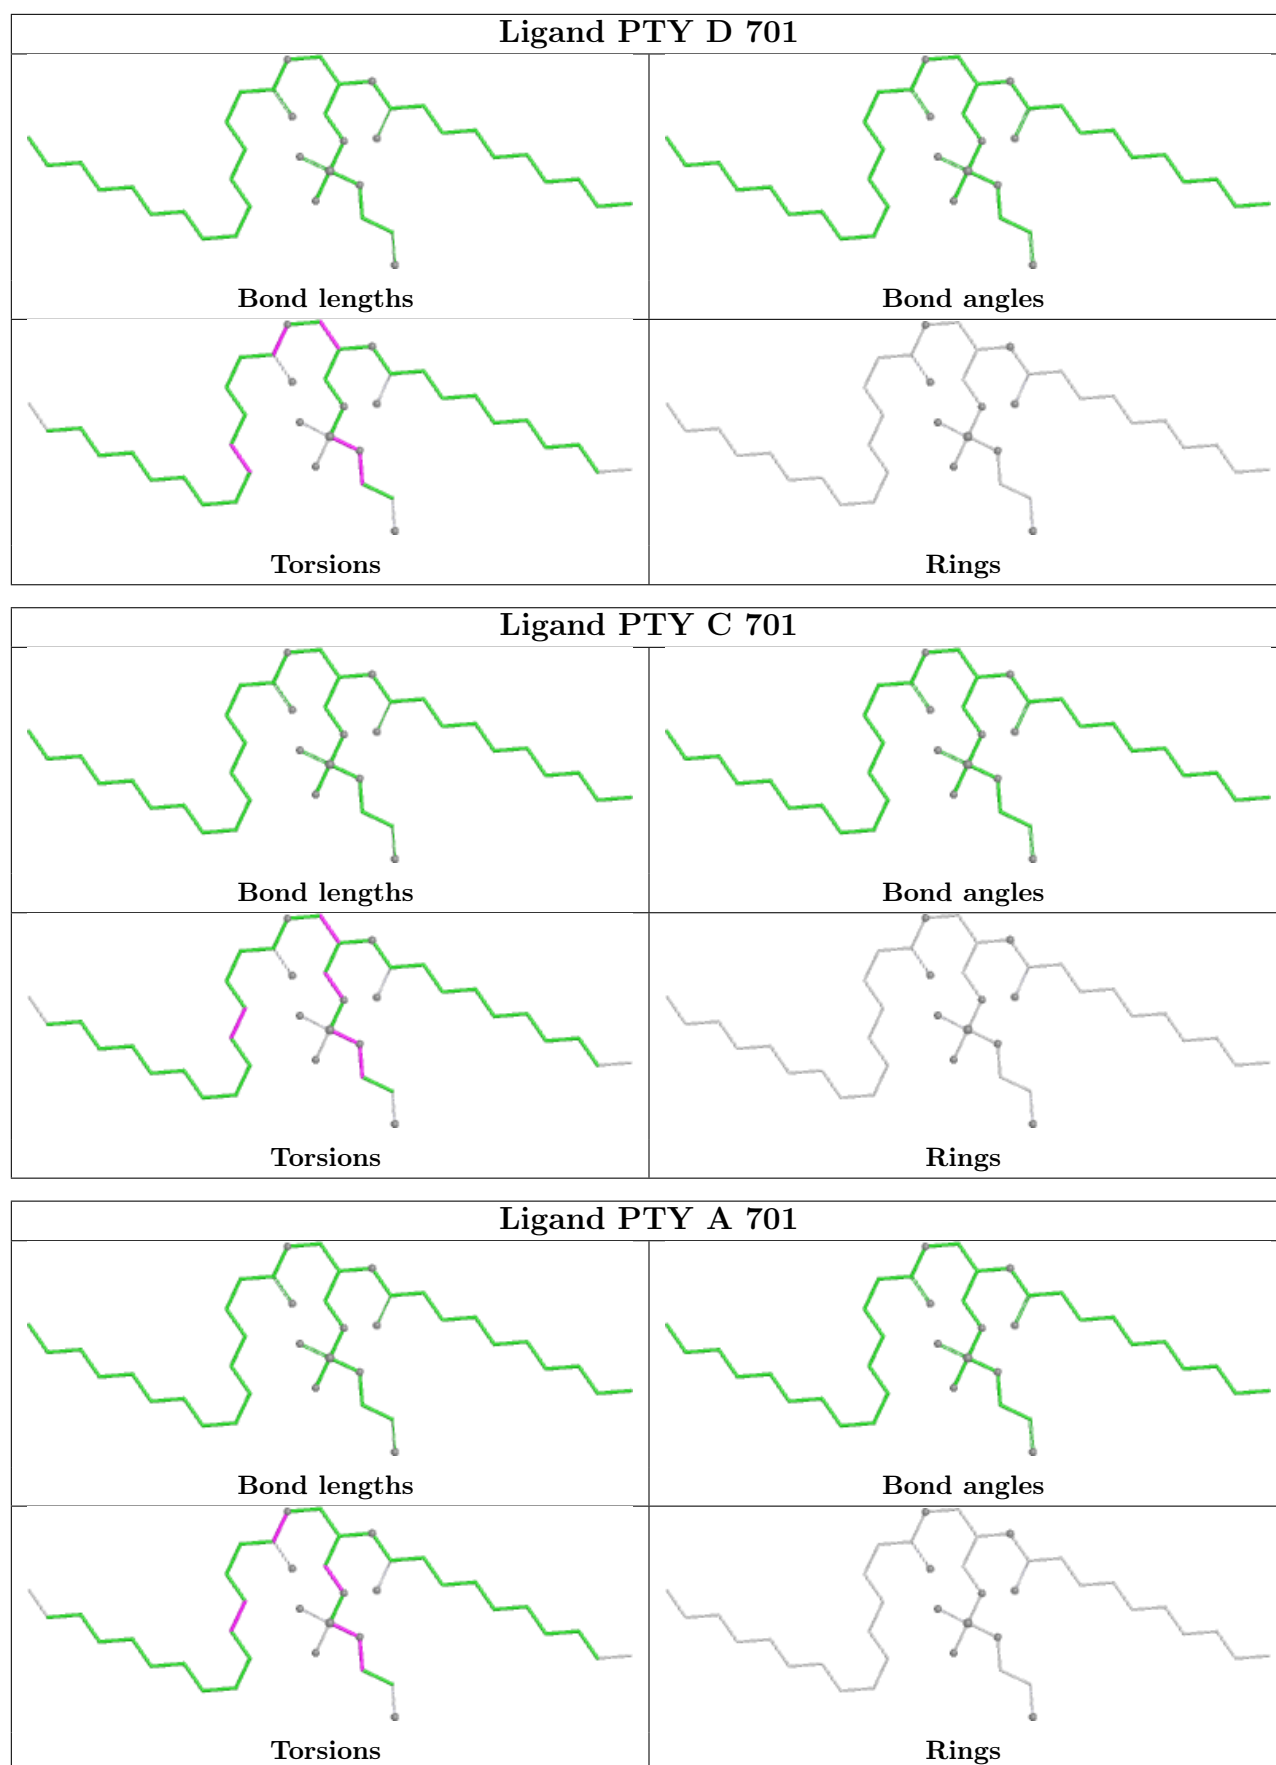 Ligand PTY D 701
Bond lengths
Bond angles
Torsions
Rings
Ligand PTY C 701
Bond lengths
Bond angles
Torsions
Rings
Ligand PTY A 701
Bond lengths
Bond angles
Torsions
Rings